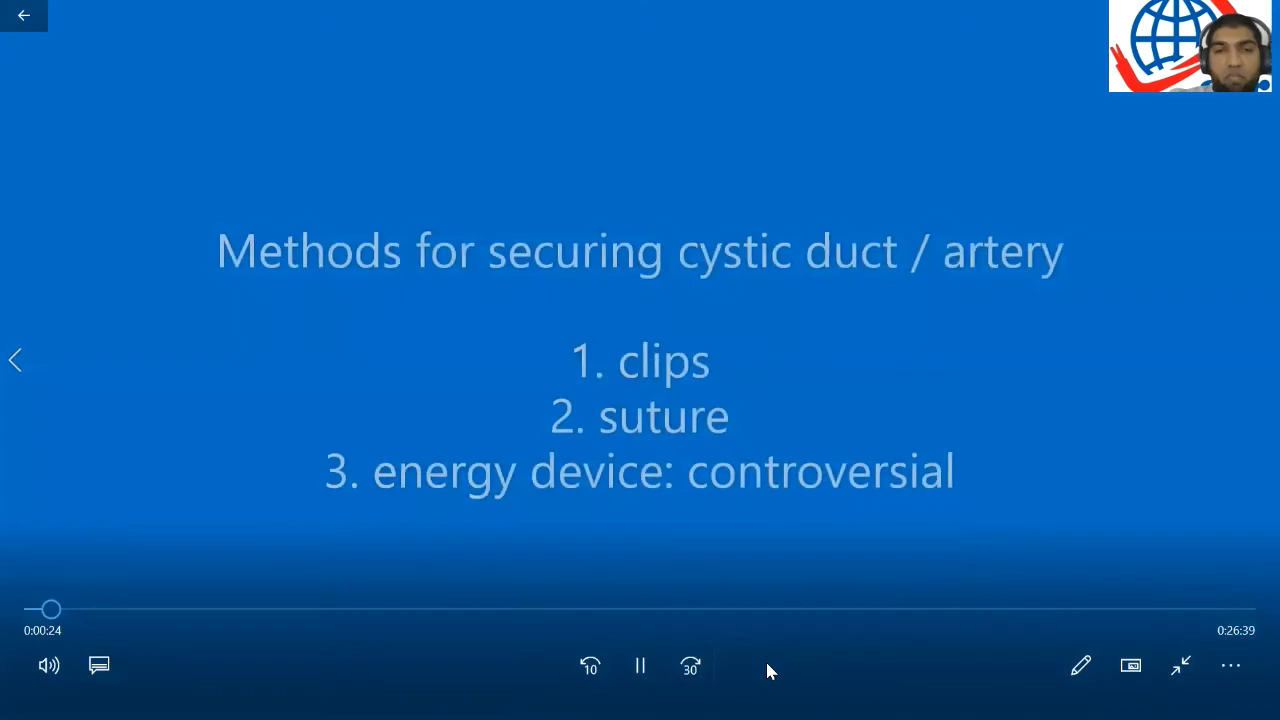 Methods for securing cystic duct / artery
1. clips
2. suture
3. energy device: controversial
0:00:24
0:26:39
10
30